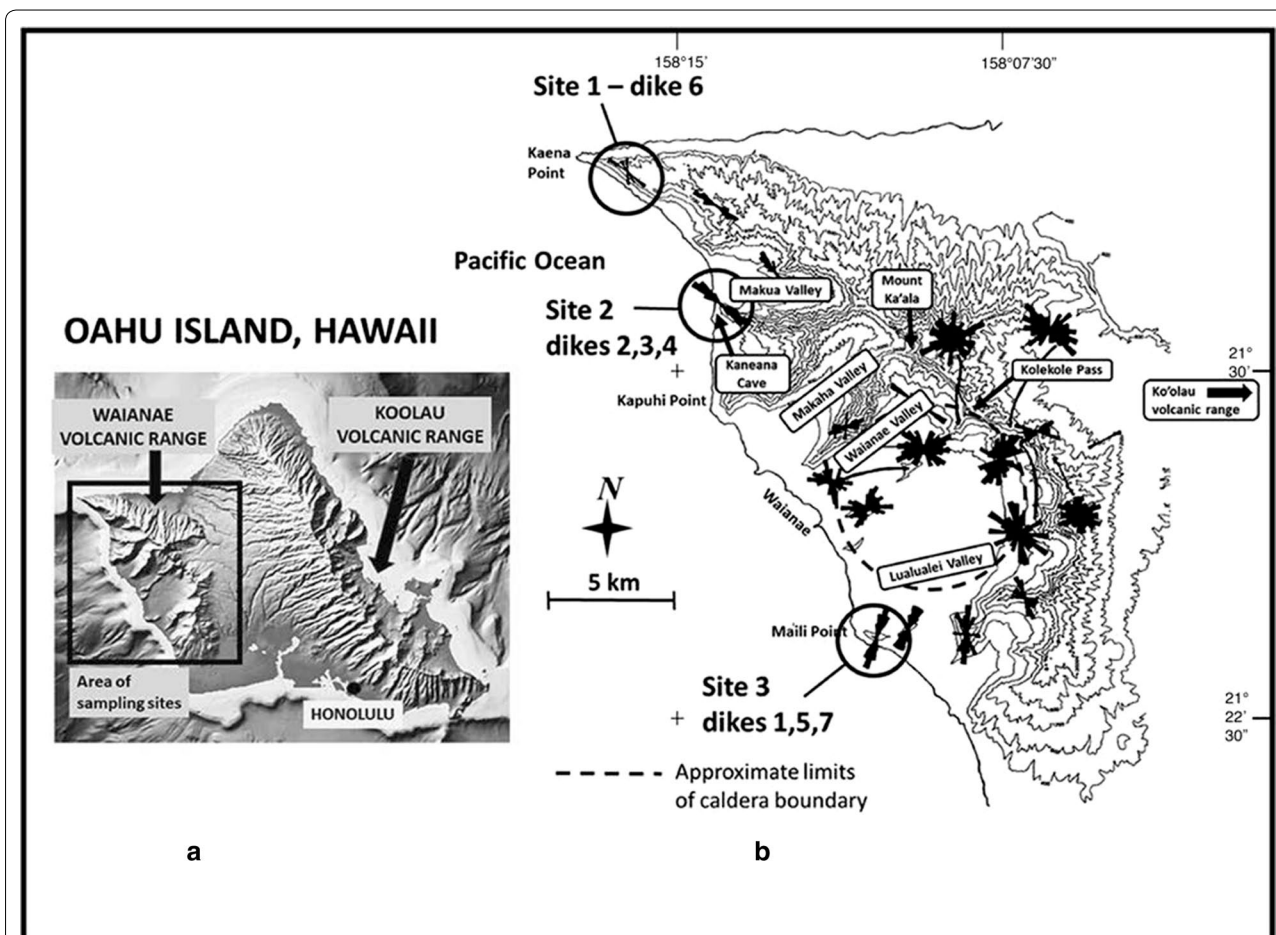 158°15'
158°07'30"
Site 1 – dike 6
Kaena
Point
Pacific Ocean
Makua Valley
Mount
Ka'ala
Site 2
dikes 2,3,4
Kaneana
Cave
Kapuhi Point
Makaha Valley
Waianae Valley
Kolekole Pass
21°
30'
Ko'olau
volcanic range
OAHU ISLAND, HAWAII
WAIANAE
VOLCANIC RANGE
KOOLAU
VOLCANIC RANGE
Area of
sampling sites
HONOLULU
N
5 km
Waianae
Lualualei Valley
Maili Point
Site 3
dikes 1,5,7
21°
22'
30"
Approximate limits
of caldera boundary
a
b